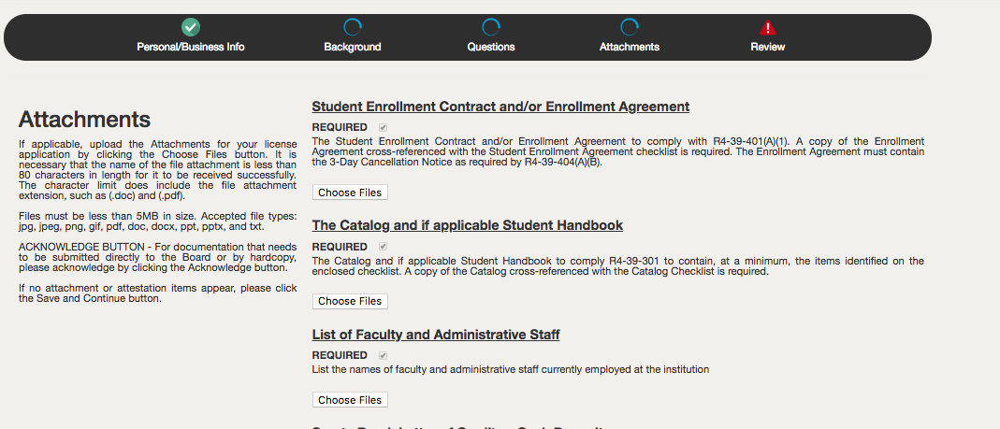 Personal/Business Info
Background
Questions
Attachments
Review
Attachments
If applicable, upload the Attachments for your license
application by clicking the Choose Files button. It is
necessary that the name of the file attachment is less than
80 characters in length for it to be received successfully.
The character limit does include the file attachment
extension, such as (.doc) and (.pdf).
Files must be less than 5MB in size. Accepted file types:
jpg, jpeg, png, gif, pdf, doc, docx, ppt, pptx, and txt.
ACKNOWLEDGE BUTTON - For documentation that needs
to be submitted directly to the Board or by hardcopy,
please acknowledge by clicking the Acknowledge button.
If no attachment or attestation items appear, please click
the Save and Continue button.
Student Enrollment Contract and/or Enrollment Agreement
REQUIRED
The Student Enrollment Contract and/or Enrollment Agreement to comply with R4-39-401(A)(1). A copy of the Enrollment
Agreement cross-referenced with the Student Enrollment Agreement checklist is required. The Enrollment Agreement must contain
the 3-Day Cancellation Notice as required by R4-39-404(A)(B).
Choose Files
The Catalog and if applicable Student Handbook
REQUIRED
The Catalog and if applicable Student Handbook to comply R4-39-301 to contain, at a minimum, the items identified on the
enclosed checklist. A copy of the Catalog cross-referenced with the Catalog Checklist is required.
Choose Files
List of Faculty and Administrative Staff
REQUIRED
List the names of faculty and administrative staff currently employed at the institution
Choose Files